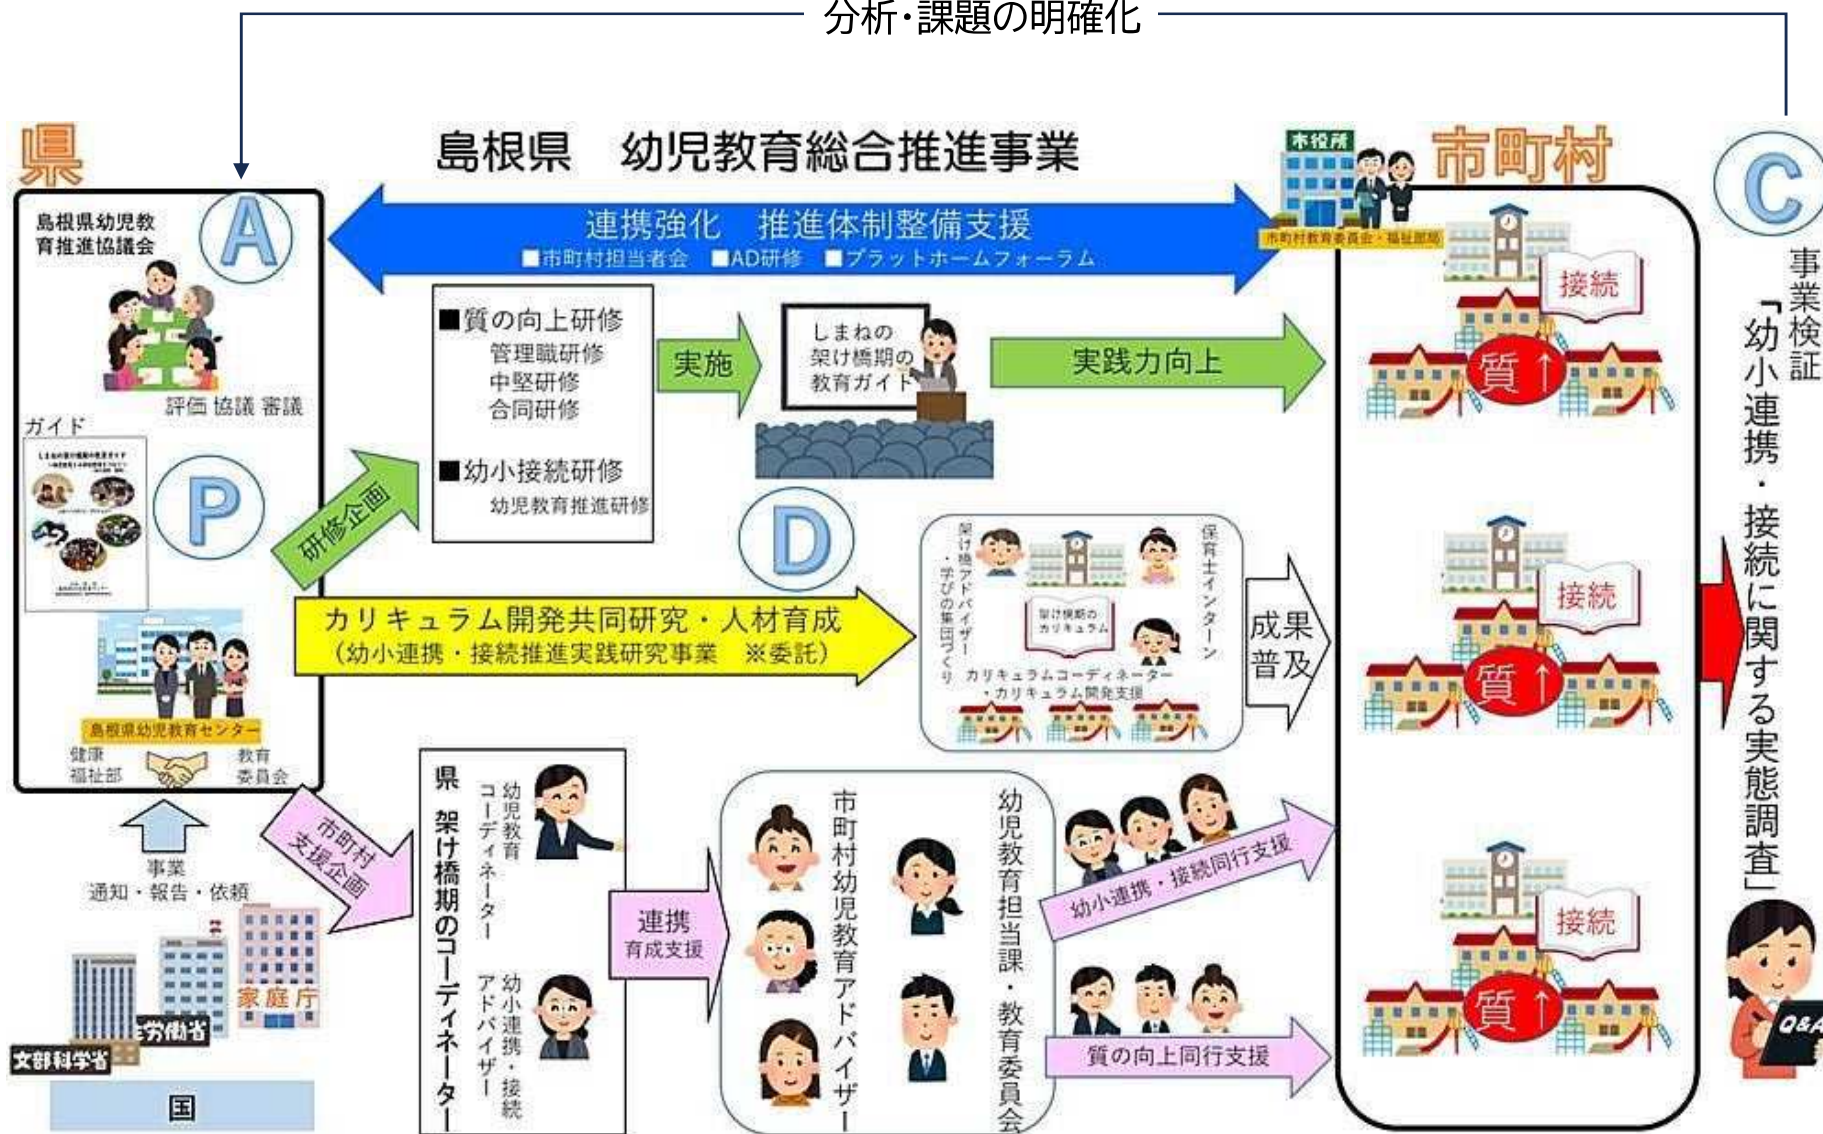 分析･課題の明確化
県
島根県　幼児教育総合推進事業
市役所
市町村
C
島根県幼児教
育推進協議会
A
連携強化　推進体制整備支援
■市町村担当者会　■AD研修　■プラットホームフォーラム
市町村教育委員会・福祉部局
評価 協議 審議
ガイド
P
研修企画
■質の向上研修
管理職研修
中堅研修
合同研修
■幼小接続研修
幼児教育推進研修
実施
しまねの
架け橋期の
教育ガイド
実践力向上
D
カリキュラム開発共同研究・人材育成
（幼小連携・接続推進実践研究事業　※委託）
架け橋アドバイザー
・学びの集団づくり
保育士インターン
架け橋期の
カリキュラム
カリキュラムコーディネーター
・カリキュラム開発支援
成果
普及
接続
質↑
接続
質↑
接続
質↑
事業検証
「幼小連携・接続に関する実態調査」
島根県幼児教育センター
健康
福祉部
教育
委員会
事業
通知・報告・依頼
家庭庁
労働省
文部科学省
国
市町村
支援企画
県　架け橋期のコーディネーター
幼児教育
コーディネーター
幼小連携・接続
アドバイザー
連携
育成支援
市町村幼児教育アドバイザー
幼児教育担当課・教育委員会
幼小連携・接続同行支援
質の向上同行支援
Q&A